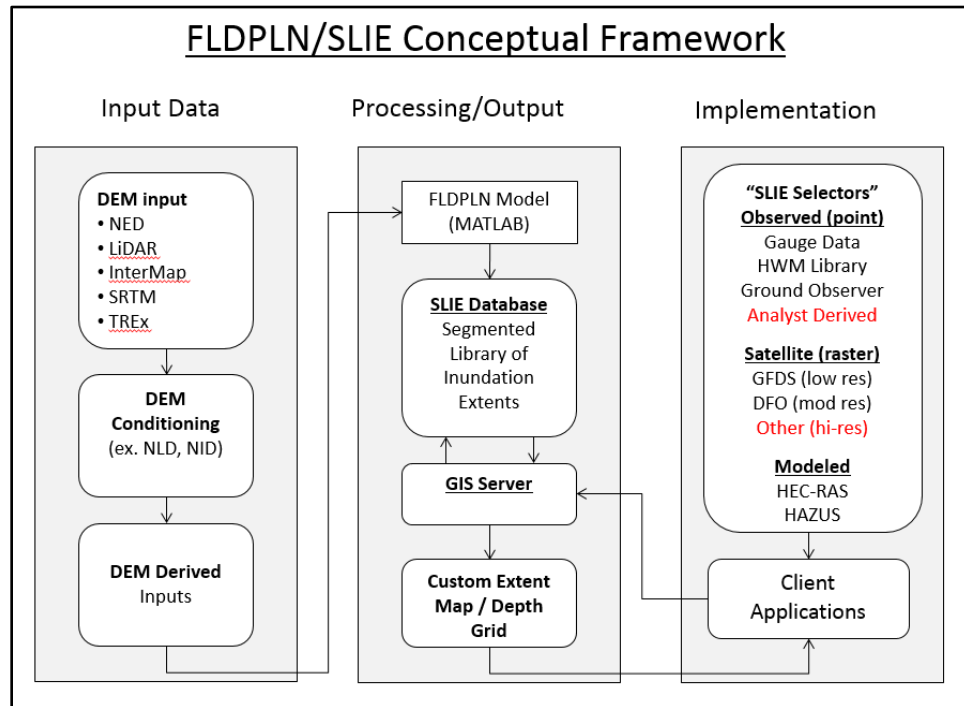 FLDPLN/SLIE Conceptual Framework
Input Data
DEM input
• NED
• LiDAR
• InterMap
• SRTM
• TREx
DEM
Conditioning
(ex. NLD, NID)
DEM Derived
Inputs
Processing/Output
FLDPLN Model
(MATLAB)
SLIE Database
Segmented
Library of
Inundation
Extents
GIS Server
Custom Extent
Map / Depth
Grid
Implementation
“SLIE Selectors”
Observed (point)
Gauge Data
HWM Library
Ground Observer
Analyst Derived
Satellite (raster)
GFDS (low res)
DFO (mod res)
Other (hi-res)
Modeled
HEC-RAS
HAZUS
Client
Applications